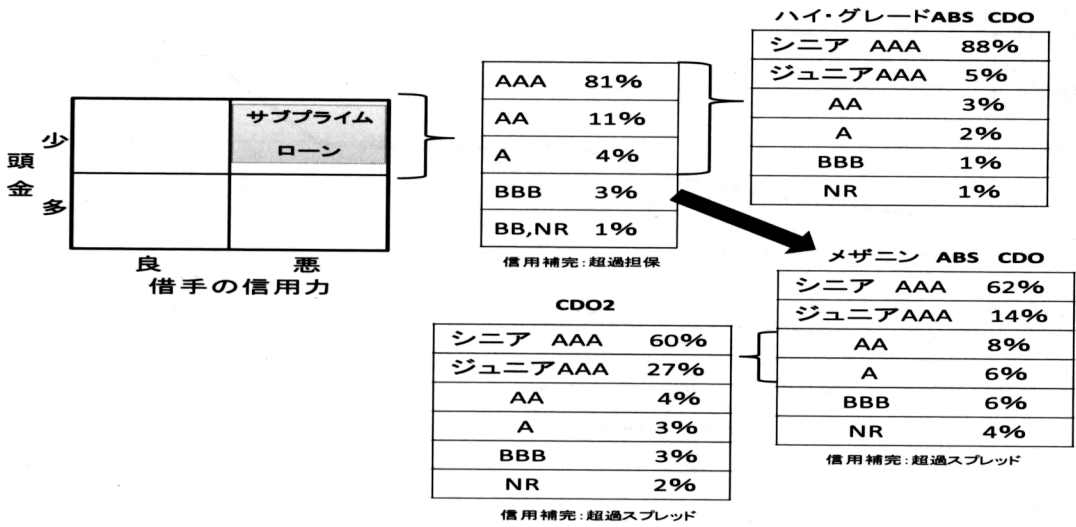 少
頭
金
多
サブプライム
ローン
良 悪
借手の信用力
AAA 81%
AA 11%
A 4%
BBB 3%
BB,NR 1%
信用補完:超過担保
ハイ・グレードABS CDO
シニア AAA 88%
ジュニアAAA 5%
AA 3%
A 2%
BBB 1%
NR 1%
メザニン ABS CDO
シニア AAA 62%
ジュニアAAA 14%
AA 8%
A 6%
BBB 6%
NR 4%
信用補完:超過スプレッド
CDO2
シニア AAA 60%
ジュニアAAA 27%
AA 4%
A 3%
BBB 3%
NR 2%
信用補完:超過スプレッド